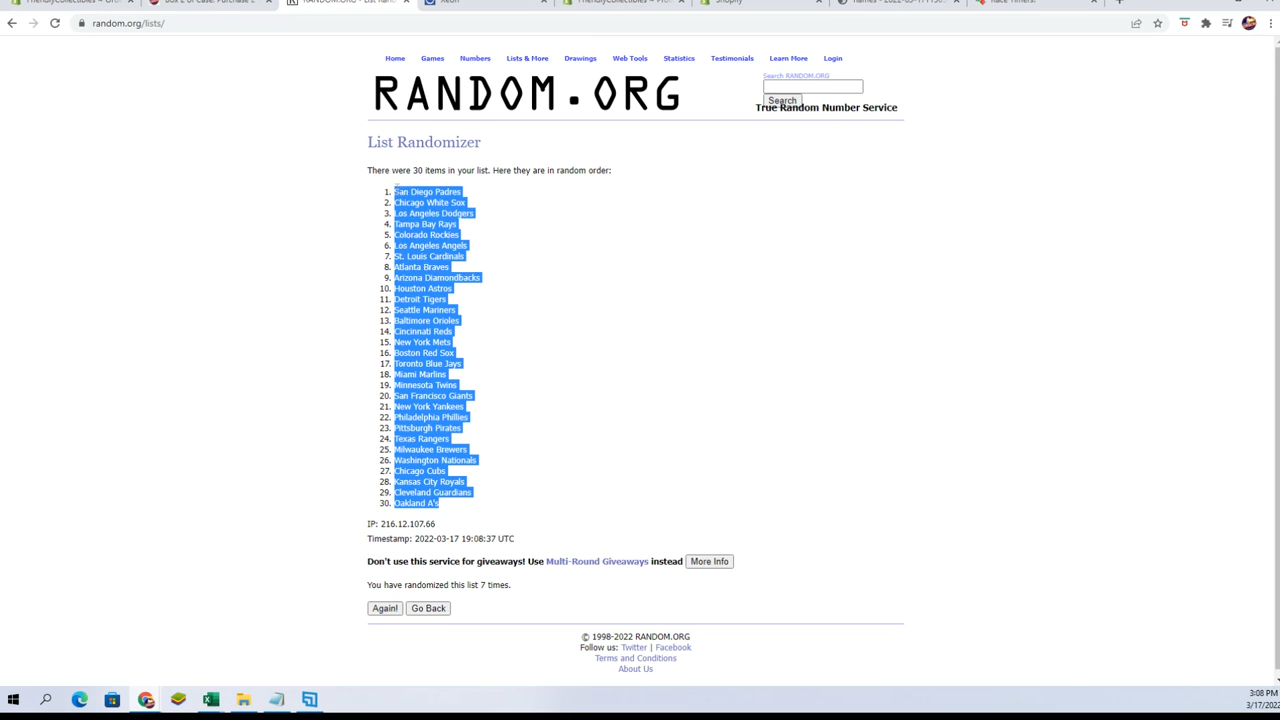 random.org/lists/
Home Games Numbers Lists & More Drawings Web Tools Statistics Testimonials Learn More Login
Search RANDOM.ORG
RANDOM.ORG
Search
True Random Number Service
List Randomizer
There were 30 items in your list. Here they are in random order:
1. San Diego Padres
2. Chicago White Sox
3. Los Angeles Dodgers
4. Tampa Bay Rays
5. Colorado Rockies
6. Los Angeles Angels
7. St. Louis Cardinals
8. Atlanta Braves
9. Arizona Diamondbacks
10. Houston Astros
11. Detroit Tigers
12. Seattle Mariners
13. Baltimore Orioles
14. Cincinnati Reds
15. New York Mets
16. Boston Red Sox
17. Toronto Blue Jays
18. Miami Marlins
19. Minnesota Twins
20. San Francisco Giants
21. New York Yankees
22. Philadelphia Phillies
23. Pittsburgh Pirates
24. Texas Rangers
25. Milwaukee Brewers
26. Washington Nationals
27. Chicago Cubs
28. Kansas City Royals
29. Cleveland Guardians
30. Oakland A's
IP: 216.12.107.66
Timestamp: 2022-03-17 19:08:37 UTC
Don't use this service for giveaways! Use Multi-Round Giveaways instead More Info
You have randomized this list 7 times.
Again! Go Back
© 1998-2022 RANDOM.ORG
Follow us: Twitter | Facebook
Terms and Conditions
About Us
3:08 PM
3/17/2022